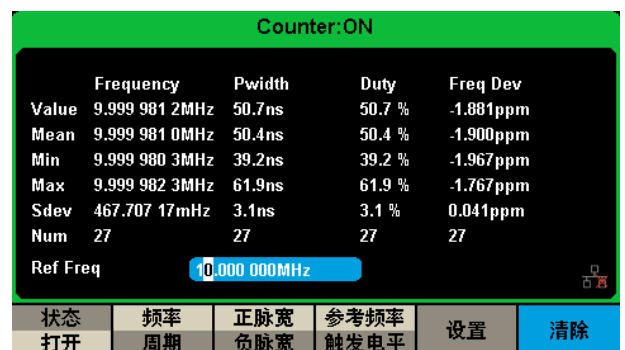 Counter:ON
Frequency Pwidth Duty Freq Dev
Value 9.999 981 2MHz 50.7ns 50.7 % -1.881ppm
Mean 9.999 981 0MHz 50.4ns 50.4 % -1.900ppm
Min 9.999 980 3MHz 39.2ns 39.2 % -1.967ppm
Max 9.999 982 3MHz 61.9ns 61.9 % -1.767ppm
Sdev 467.707 17mHz 3.1ns 3.1 % 0.041ppm
Num 27 27 27 27
Ref Freq 10.000 000MHz
状态 频率 正脉宽 参考频率 设置 清除
打开 周期 负脉宽 触发电平